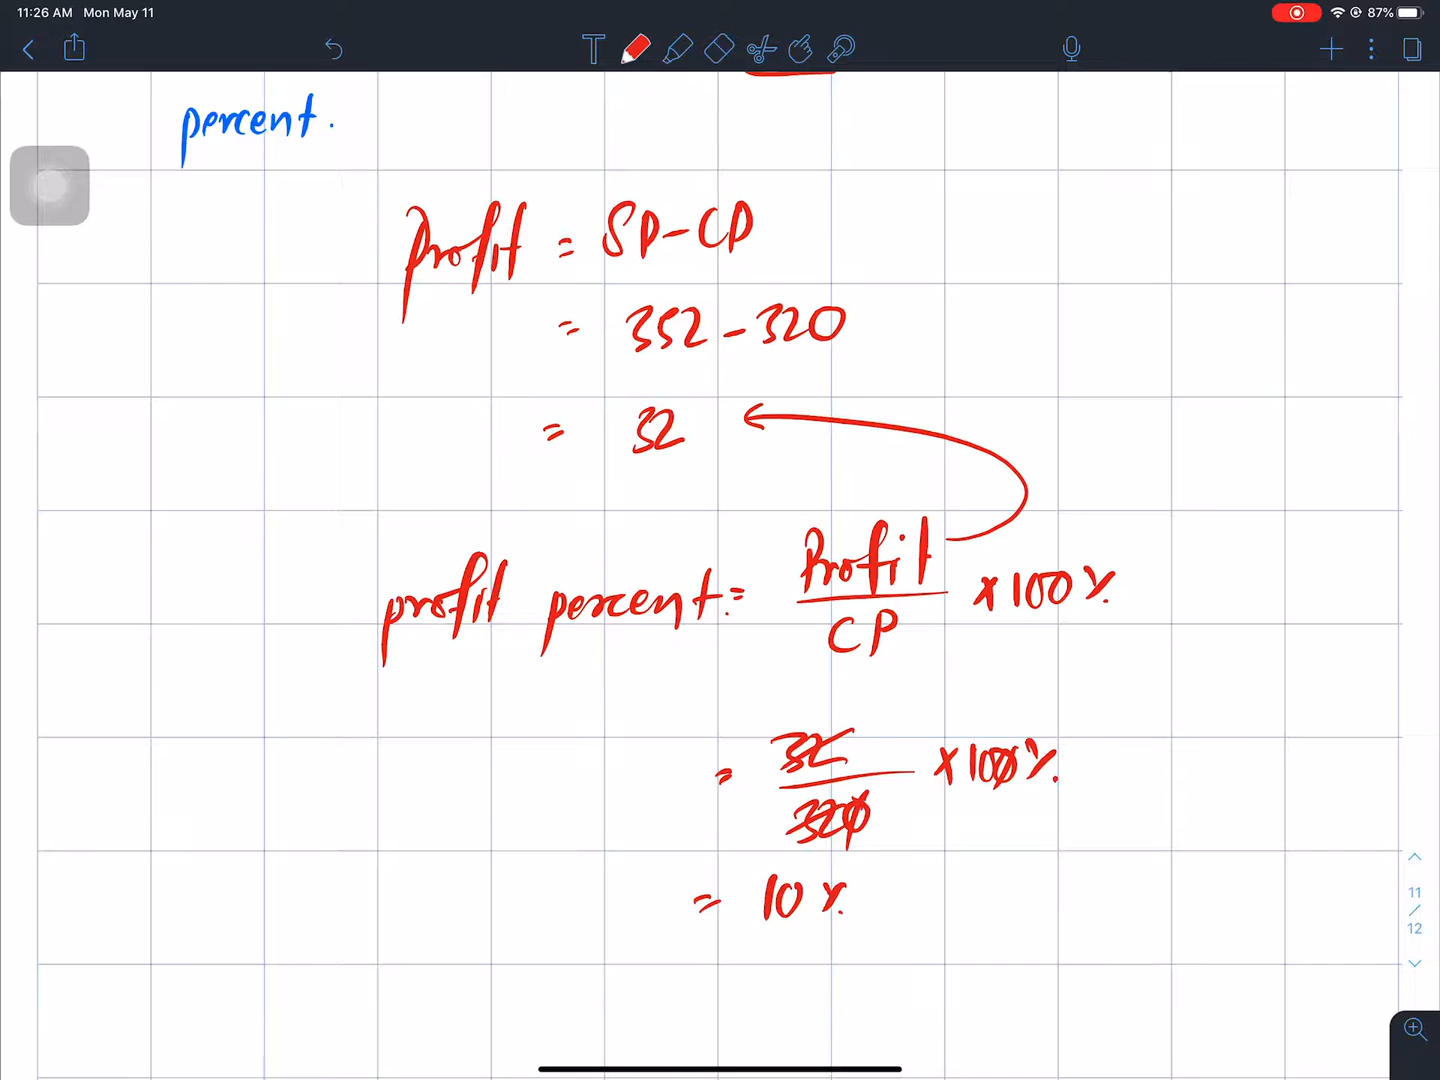 11:26 AM Mon May 11
87%
percent.
Profit = SP-CP
= 352 - 320
= 32
profit percent = Profit / CP × 100 %
= 32 / 320 × 100 %
= 10 %
11 / 12